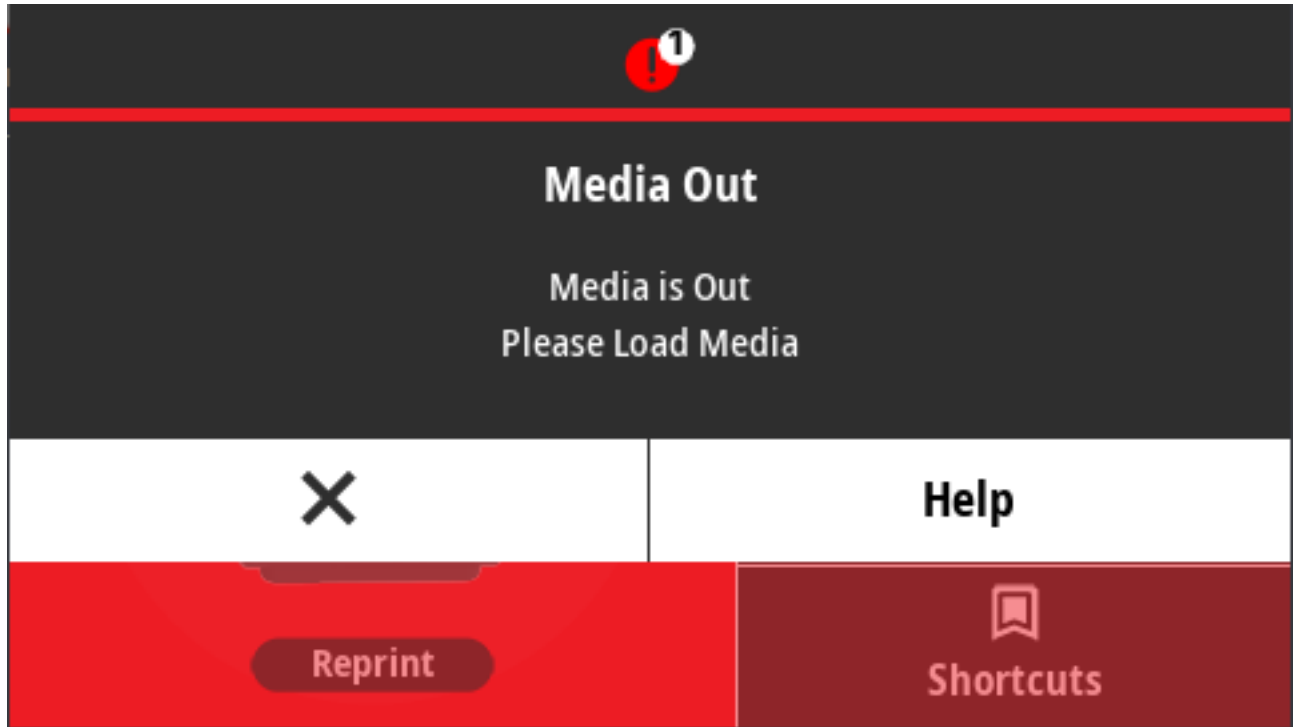 1
Media Out
Media is Out
Please Load Media
Help
Reprint
Shortcuts